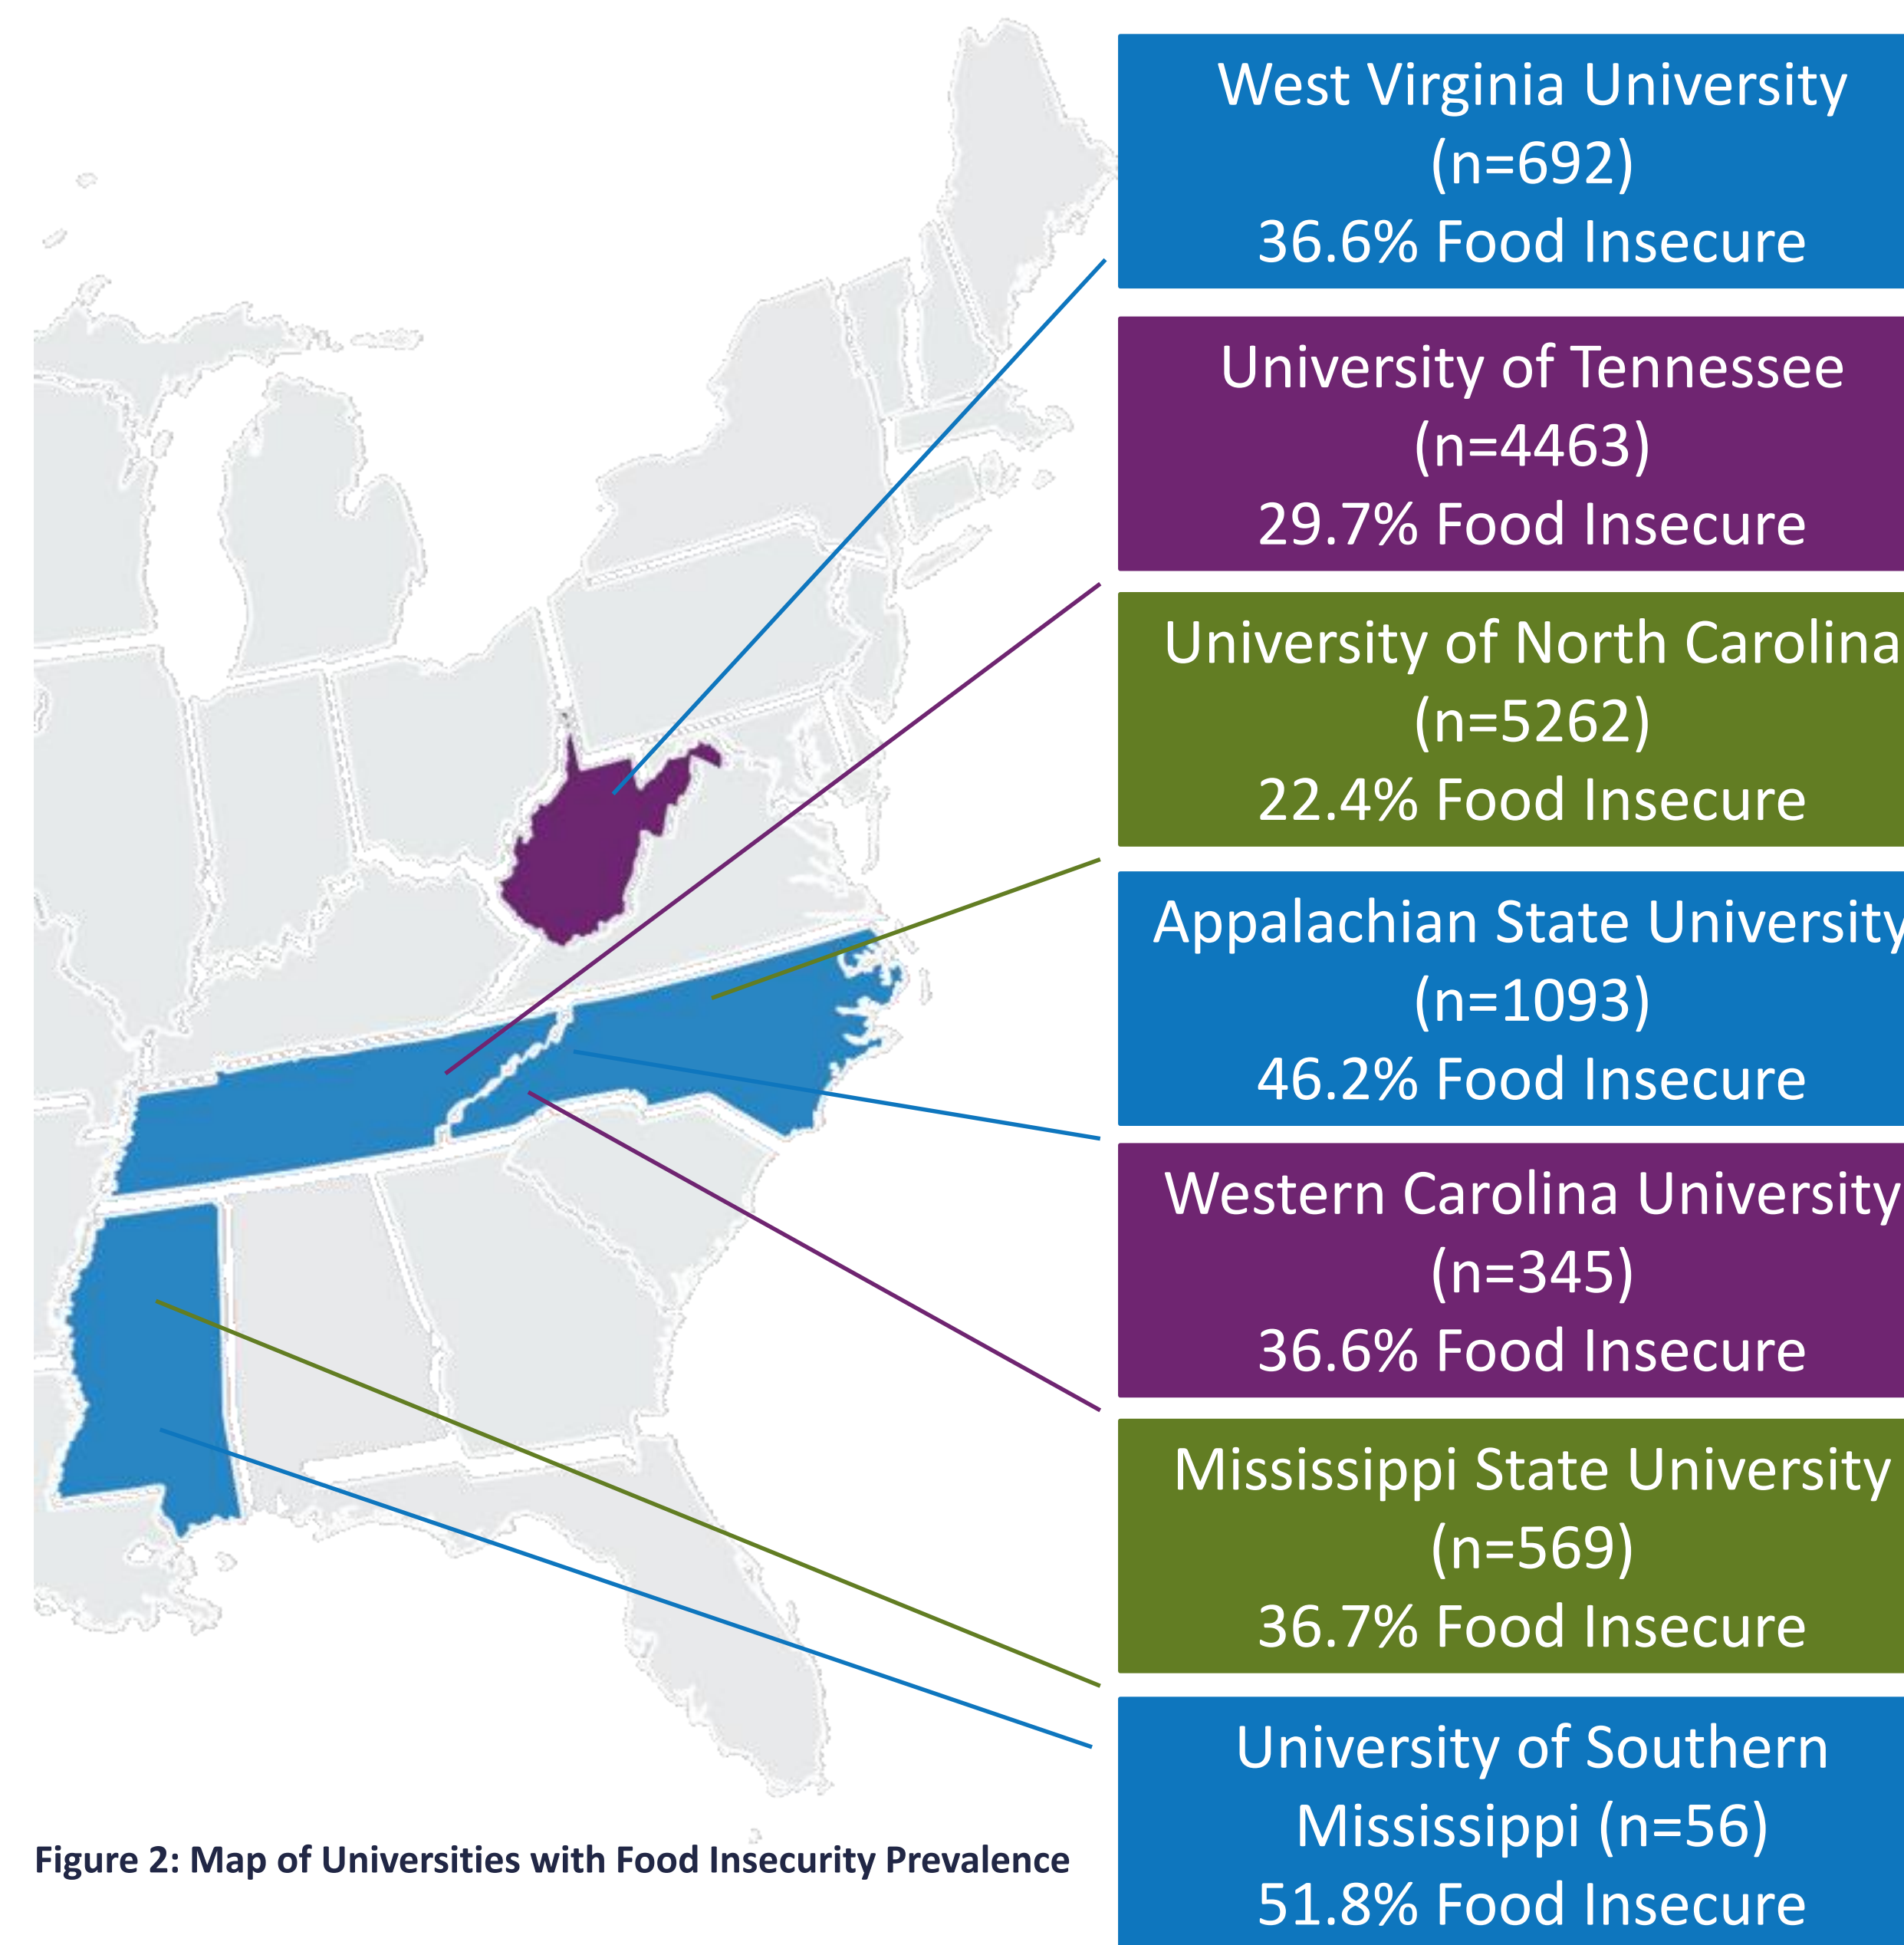 West Virginia University
(n=692)
36.6% Food Insecure
University of Tennessee
(n=4463)
29.7% Food Insecure
University of North Carolina
(n=5262)
22.4% Food Insecure
Appalachian State University
(n=1093)
46.2% Food Insecure
Western Carolina University
(n=345)
36.6% Food Insecure
Mississippi State University
(n=569)
36.7% Food Insecure
University of Southern
Mississippi (n=56)
51.8% Food Insecure
Figure 2: Map of Universities with Food Insecurity Prevalence